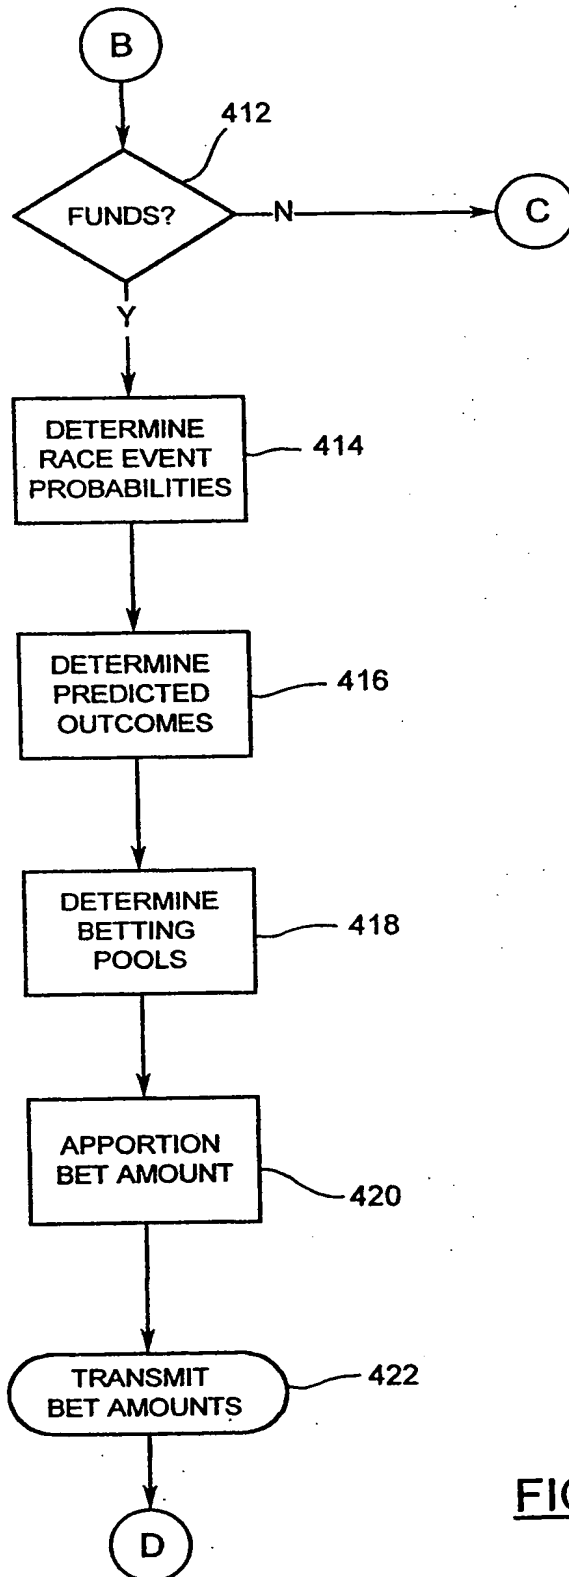 B
412
FUNDS?
N
C
Y
DETERMINE
RACE EVENT
PROBABILITIES
414
DETERMINE
PREDICTED
OUTCOMES
416
DETERMINE
BETTING
POOLS
418
APPORTION
BET AMOUNT
420
TRANSMIT
BET AMOUNTS
422
D